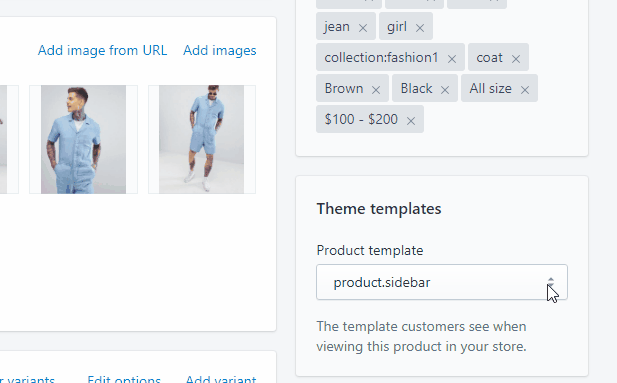 Add image from URL Add images
jean × girl ×
collection:fashion1 × coat ×
Brown × Black × All size ×
$100 - $200 ×
Theme templates
Product template
product.sidebar
The template customers see when
viewing this product in your store.
variants Edit options Add variant